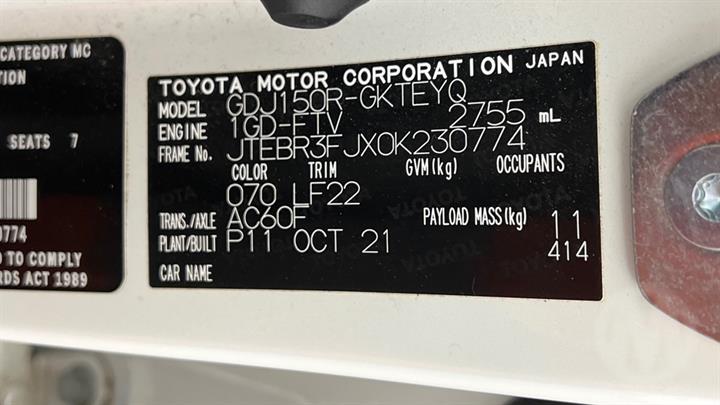 CATEGORY MC
TION
SEATS 7
0774
D TO COMPLY
RDS ACT 1989
TOYOTA MOTOR CORPORATION JAPAN
MODEL GDJ150R-GKTEYQ
ENGINE 1GD-FTV 2755 mL
FRAME No. JTEBR3FJX0K230774
COLOR TRIM GVM(kg) OCCUPANTS
070 LF22
TRANS./AXLE AC60F PAYLOAD MASS(kg) 11
PLANT/BUILT P11 OCT 21 414
CAR NAME